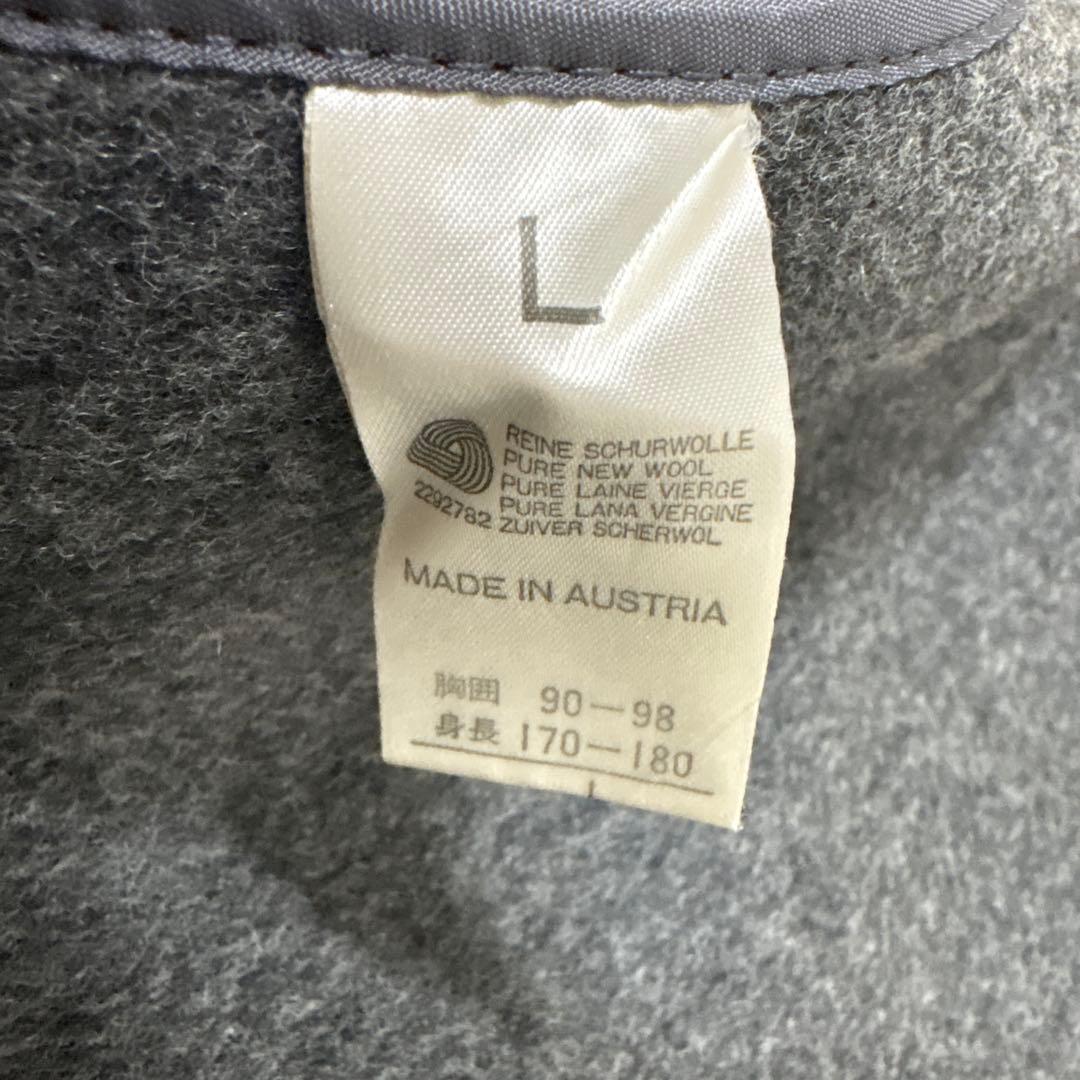 L
REINE SCHURWOLLE
PURE NEW WOOL
PURE LAINE VIERGE
PURE LANA VERGINE
2292782 ZUIVER SCHERWOL
MADE IN AUSTRIA
胸囲 90—98
身長 170—180